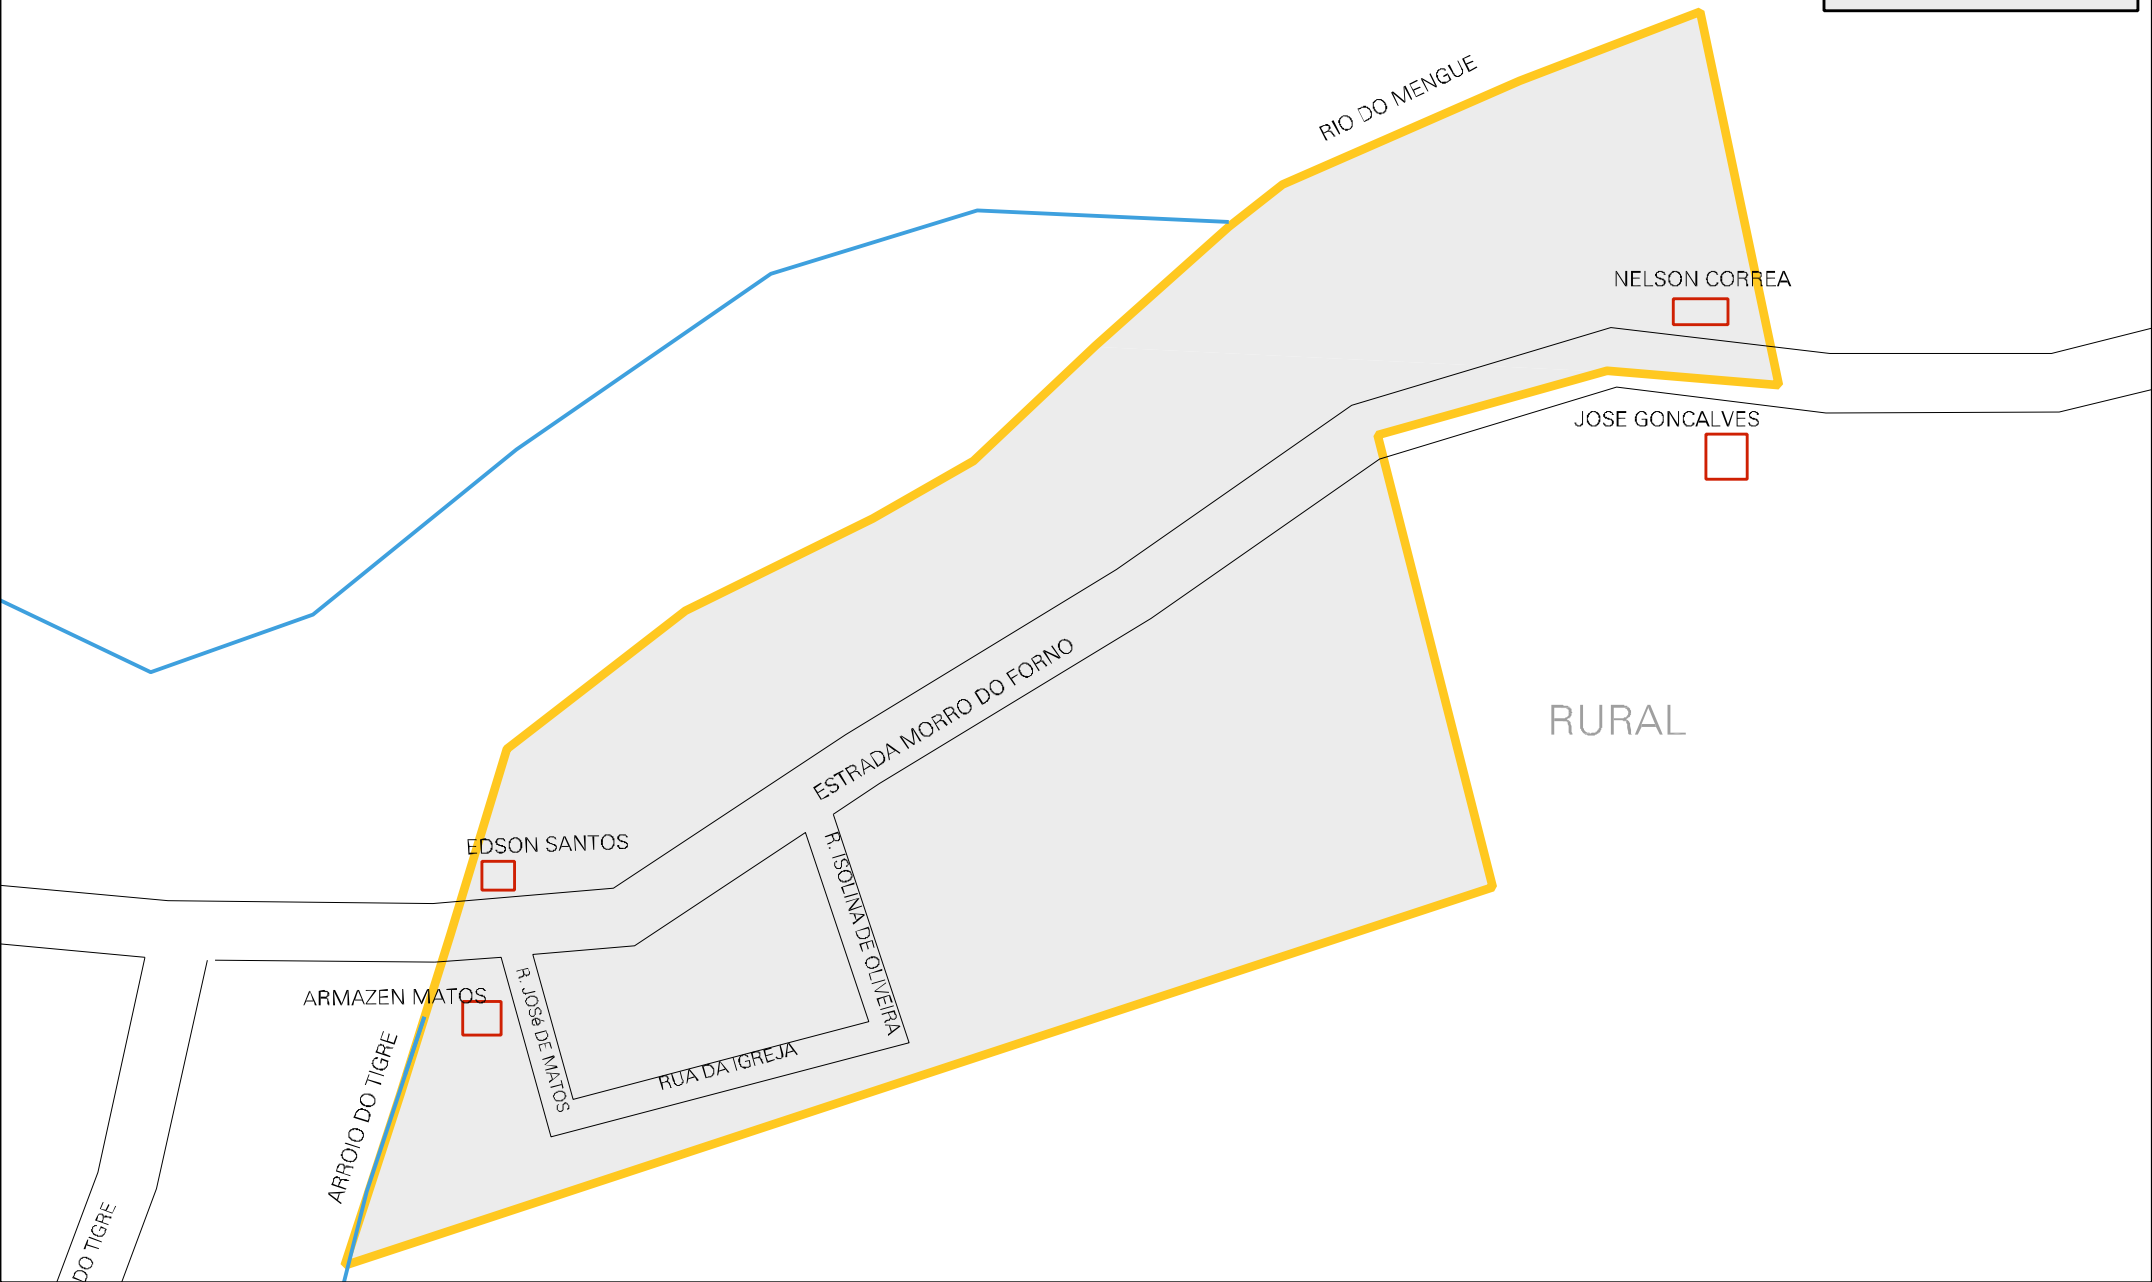 RIO DO MENGUE
NELSON CORREA
JOSE GONCALVES
RURAL
ESTRADA MORRO DO FORNO
EDSON SANTOS
R. ISOLINA DE OLIVEIRA
ARMAZEN MATOS
R. JOSé DE MATOS
RUA DA IGREJA
ARROIO DO TIGRE
DO TIGRE